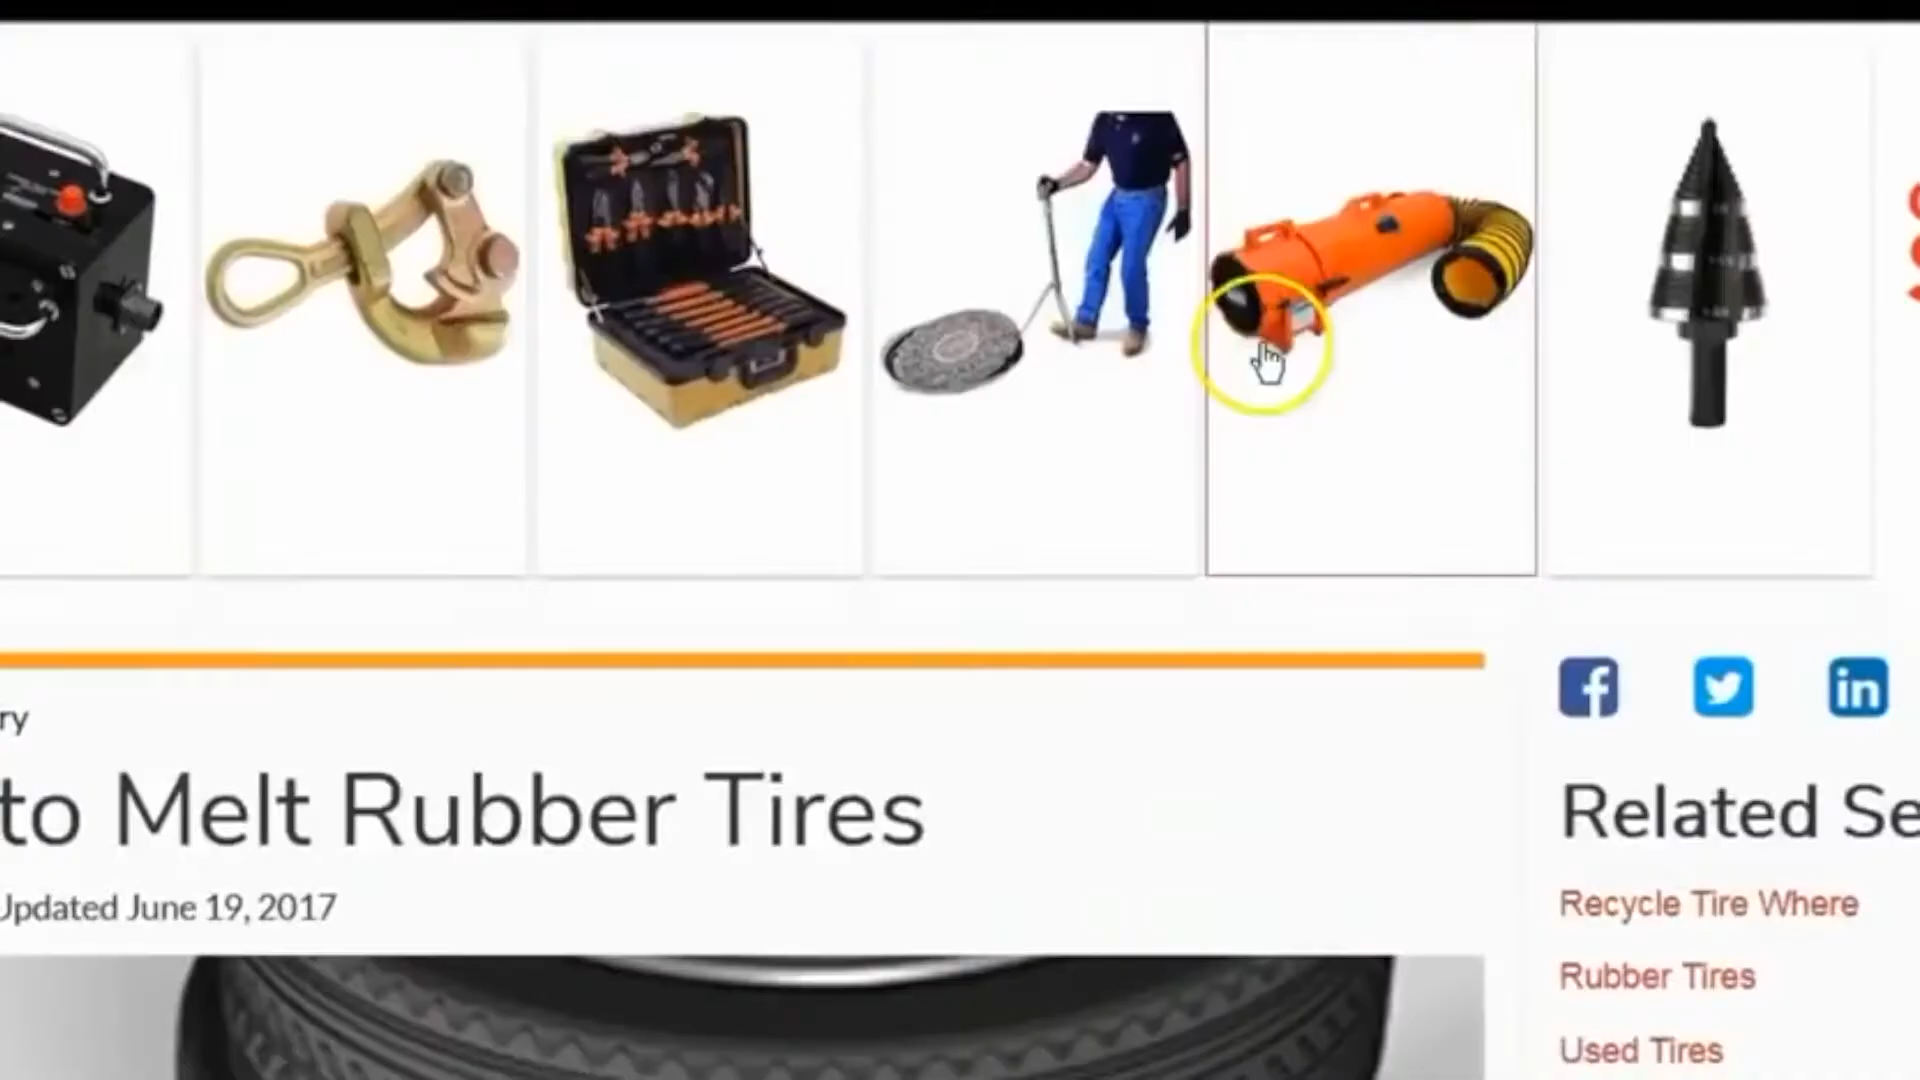 ry
to Melt Rubber Tires
Updated June 19, 2017
Related Se
Recycle Tire Where
Rubber Tires
Used Tires